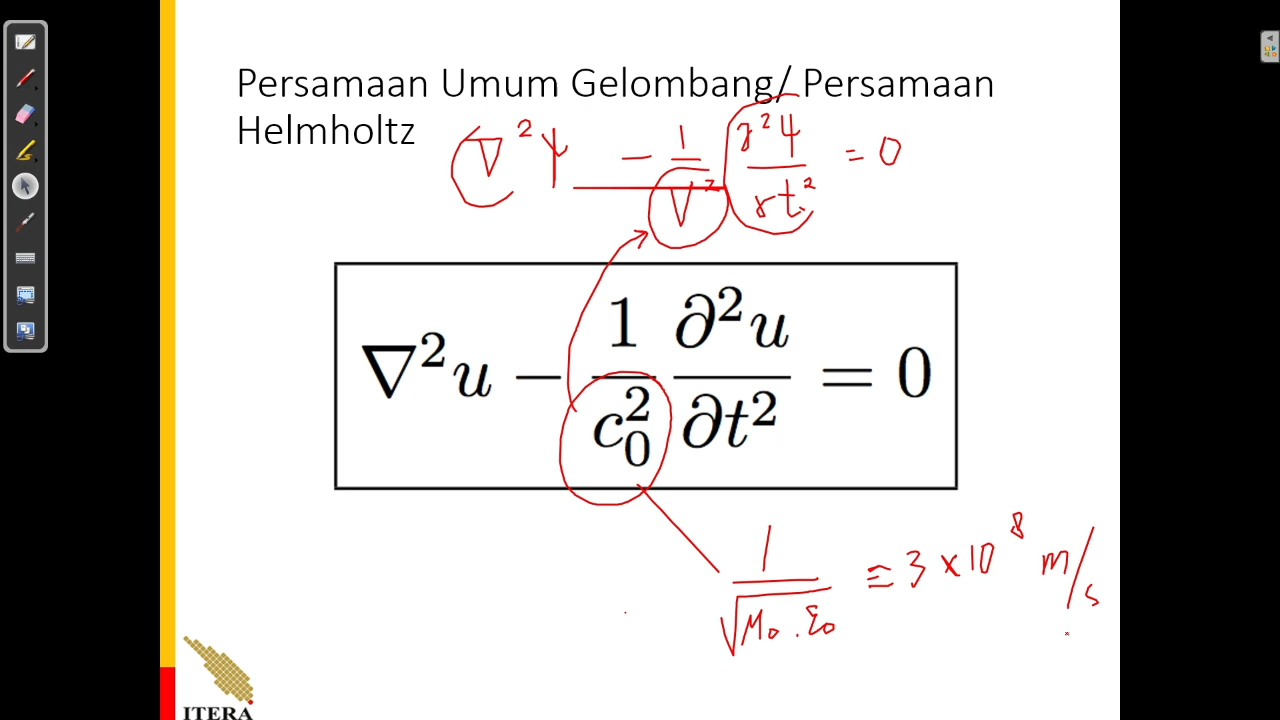 Persamaan Umum Gelombang/ Persamaan
Helmholtz
∇²ψ − 1/V² ∂²ψ/∂t² = 0
∇²u − 1/c₀² ∂²u/∂t² = 0
1/√(μ₀.ε₀) ≅ 3 × 10⁸ m/s
ITERA